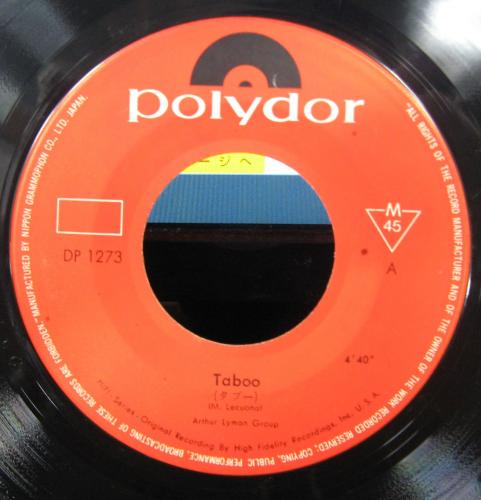 polydor
ージへ
DP 1273
M
45
A
4'40"
Taboo
(タブー)
(M. Lecuona)
Arthur Lyman Group
Series-Original Recording By High Fidelity Recordings, Inc., U.S.A.
"ALL RIGHTS OF THE RECORD MANUFACTURER AND OF THE OWNER OF THE WORK RECORDED RESERVED; COPYING, PUBLIC PERFORMANCE, BROADCASTING OF THESE RECORDS ARE FORBIDDEN" MANUFACTURED BY NIPPON GRAMMOPHON CO., LTD. JAPAN.